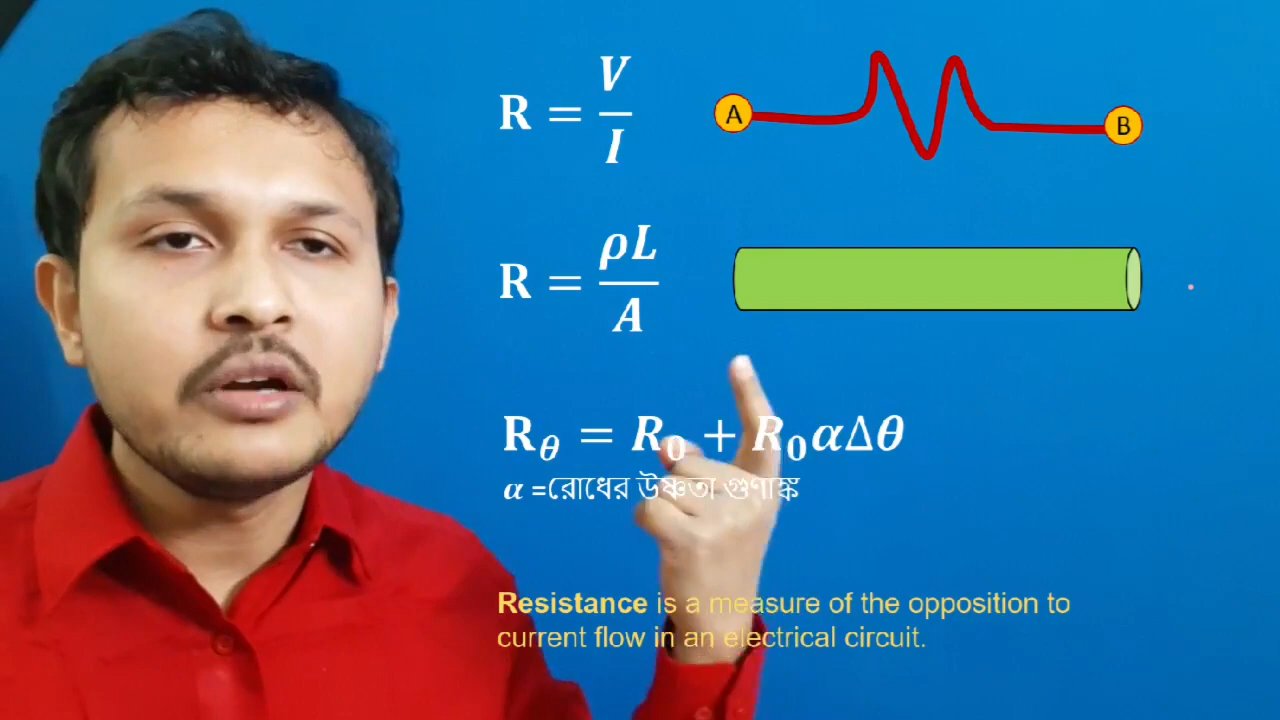 R = V/I
A
B
R = ρL/A
R_θ = R_0 + R_0αΔθ
α =রোধের উষ্ণতা গুণাঙ্ক
Resistance is a measure of the opposition to
current flow in an electrical circuit.